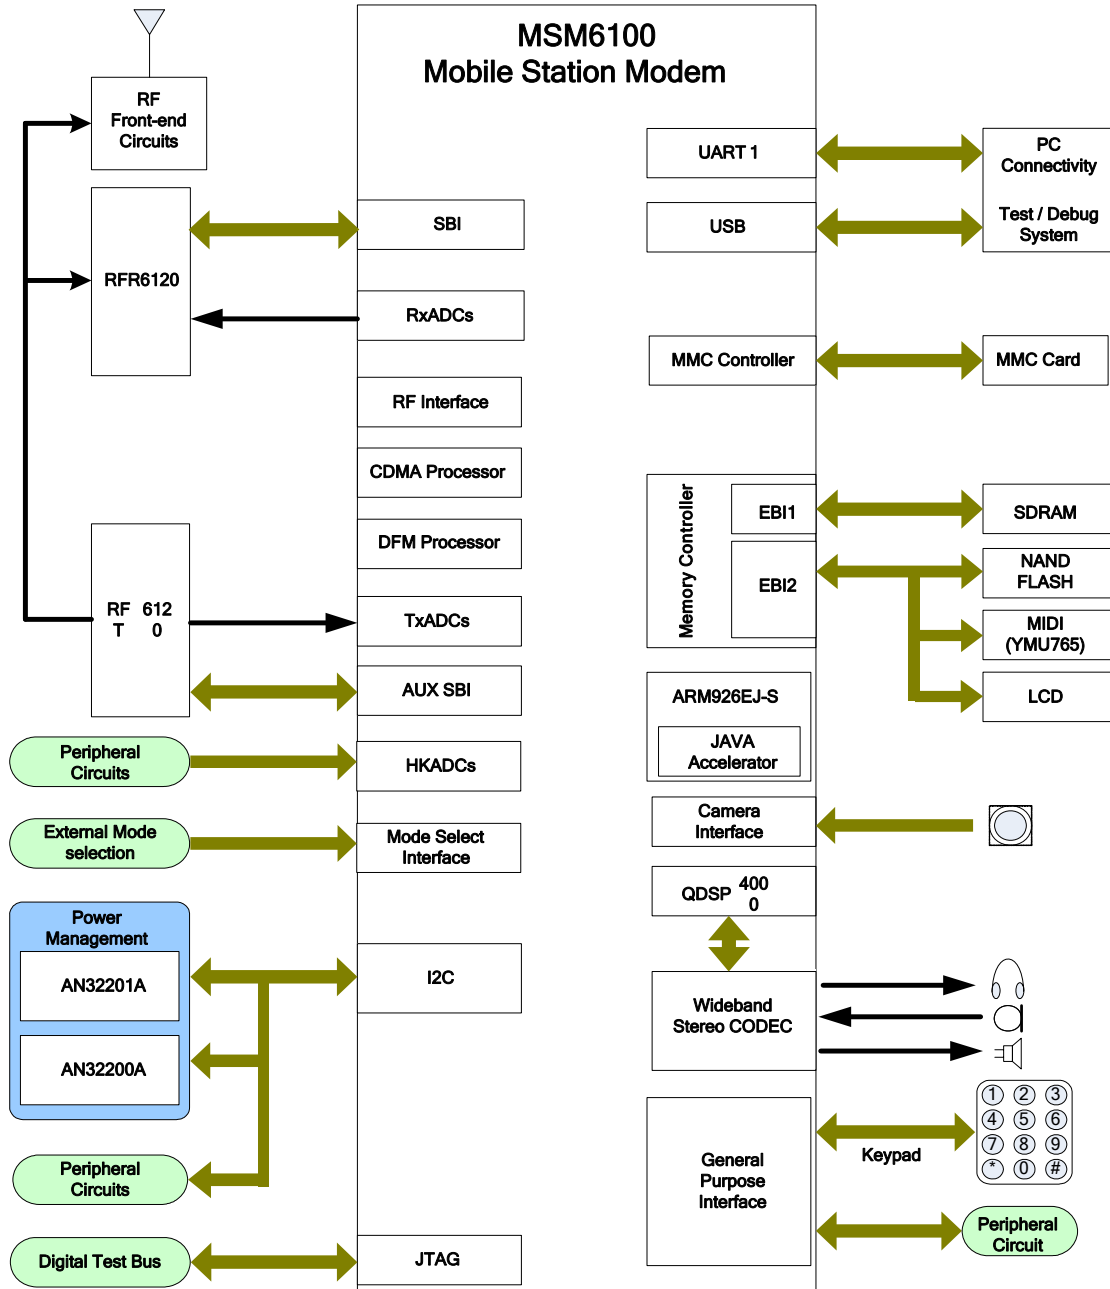 MSM6100
Mobile Station Modem
RF
Front-end
Circuits
RFR6120
RF 612
T 0
Peripheral
Circuits
External Mode
selection
Power
Management
AN32201A
AN32200A
Peripheral
Circuits
Digital Test Bus
SBI
RxADCs
RF Interface
CDMA Processor
DFM Processor
TxADCs
AUX SBI
HKADCs
Mode Select
Interface
I2C
JTAG
UART 1
USB
MMC Controller
Memory Controller
EBI1
EBI2
ARM926EJ-S
JAVA
Accelerator
Camera
Interface
QDSP 400
0
Wideband
Stereo CODEC
General
Purpose
Interface
PC
Connectivity
Test / Debug
System
MMC Card
SDRAM
NAND
FLASH
MIDI
(YMU765)
LCD
Keypad
1 2 3
4 5 6
7 8 9
* 0 #
Peripheral
Circuit